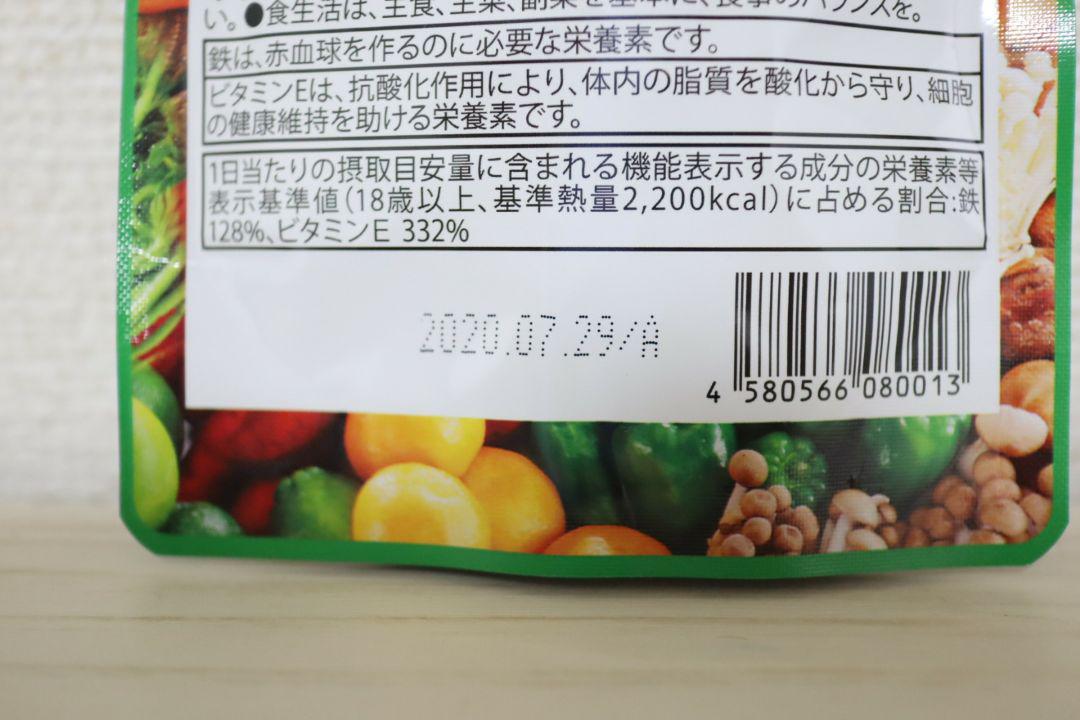 い。●食生活は、主食、主菜、副菜を基本に、食事のバランスを。
鉄は、赤血球を作るのに必要な栄養素です。
ビタミンEは、抗酸化作用により、体内の脂質を酸化から守り、細胞
の健康維持を助ける栄養素です。
1日当たりの摂取目安量に含まれる機能表示する成分の栄養素等
表示基準値(18歳以上、基準熱量2,200kcal)に占める割合:鉄
128%、ビタミンE 332%
2020.07.29/A
4 580566 080013